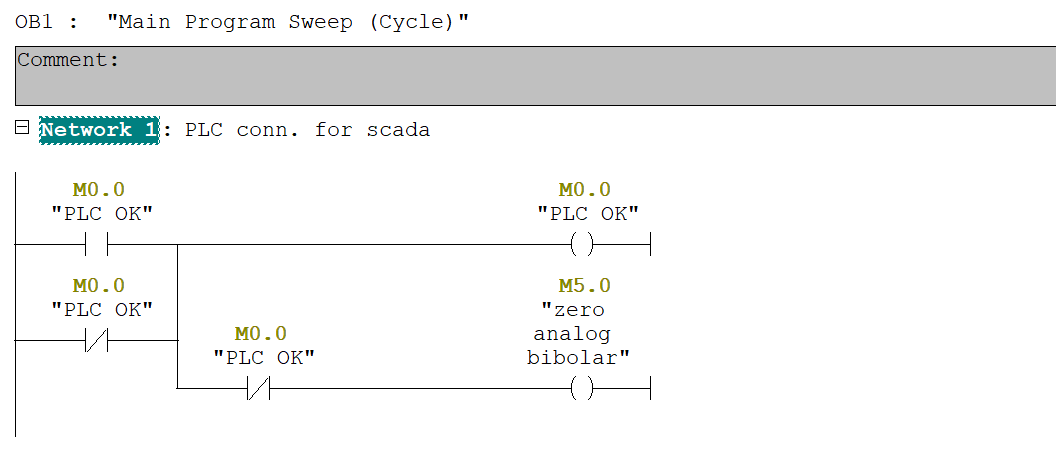 OB1 : "Main Program Sweep (Cycle)"
Comment:
Network 1: PLC conn. for scada
M0.0
"PLC OK"
M0.0
"PLC OK"
M0.0
"PLC OK"
M5.0
"zero
analog
bibolar"
M0.0
"PLC OK"